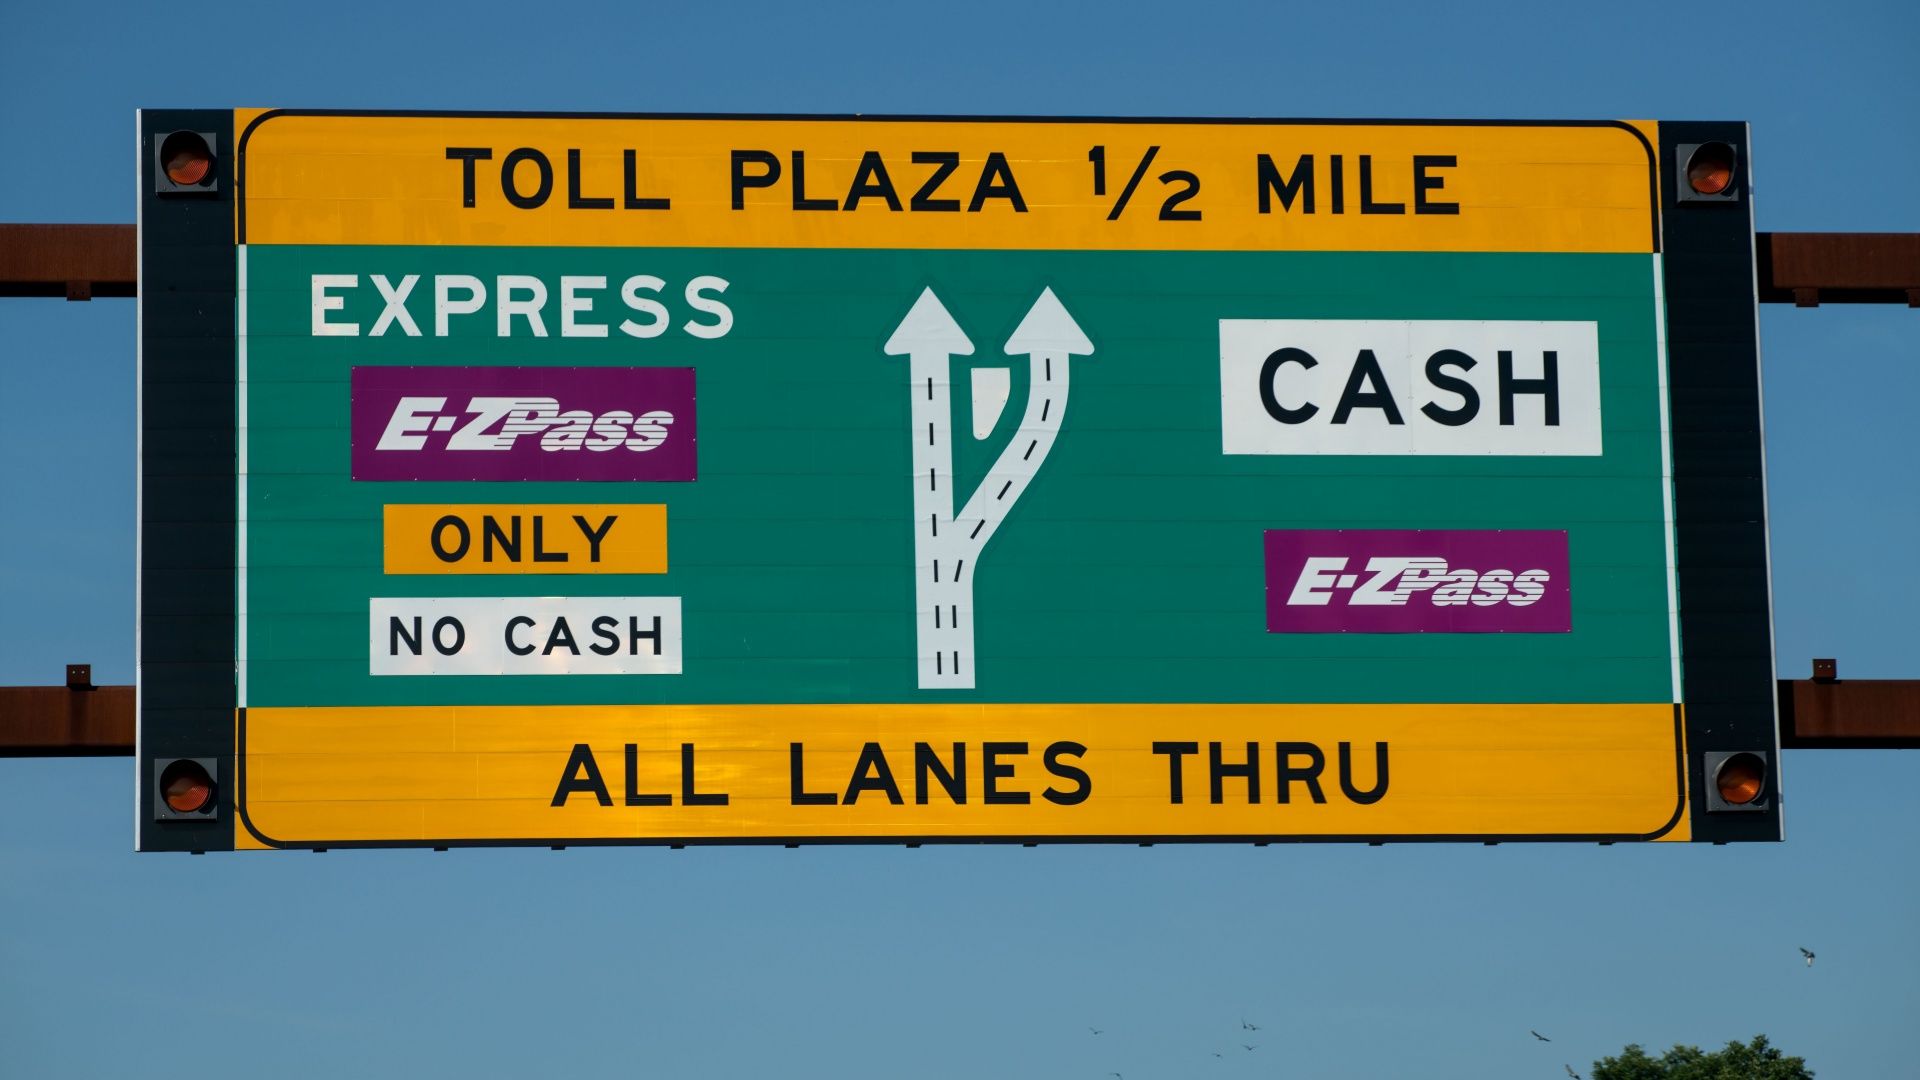 TOLL PLAZA ½ MILE
EXPRESS
E-ZPass
ONLY
NO CASH
CASH
E-ZPass
ALL LANES THRU